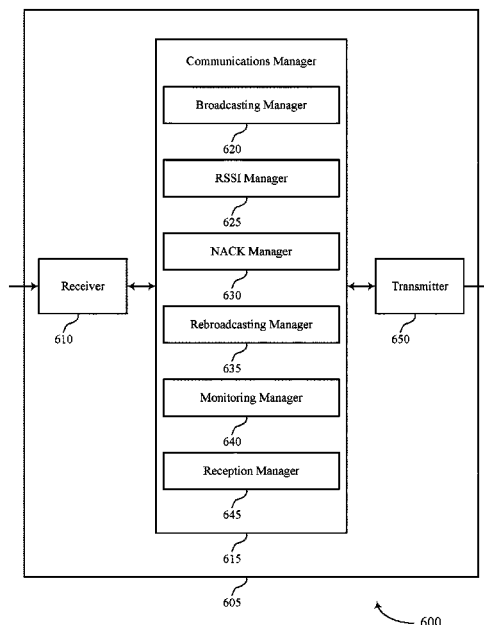 Communications Manager
Broadcasting Manager
620
RSSI Manager
625
NACK Manager
630
Receiver
610
Transmitter
650
Rebroadcasting Manager
635
Monitoring Manager
640
Reception Manager
645
615
605
600